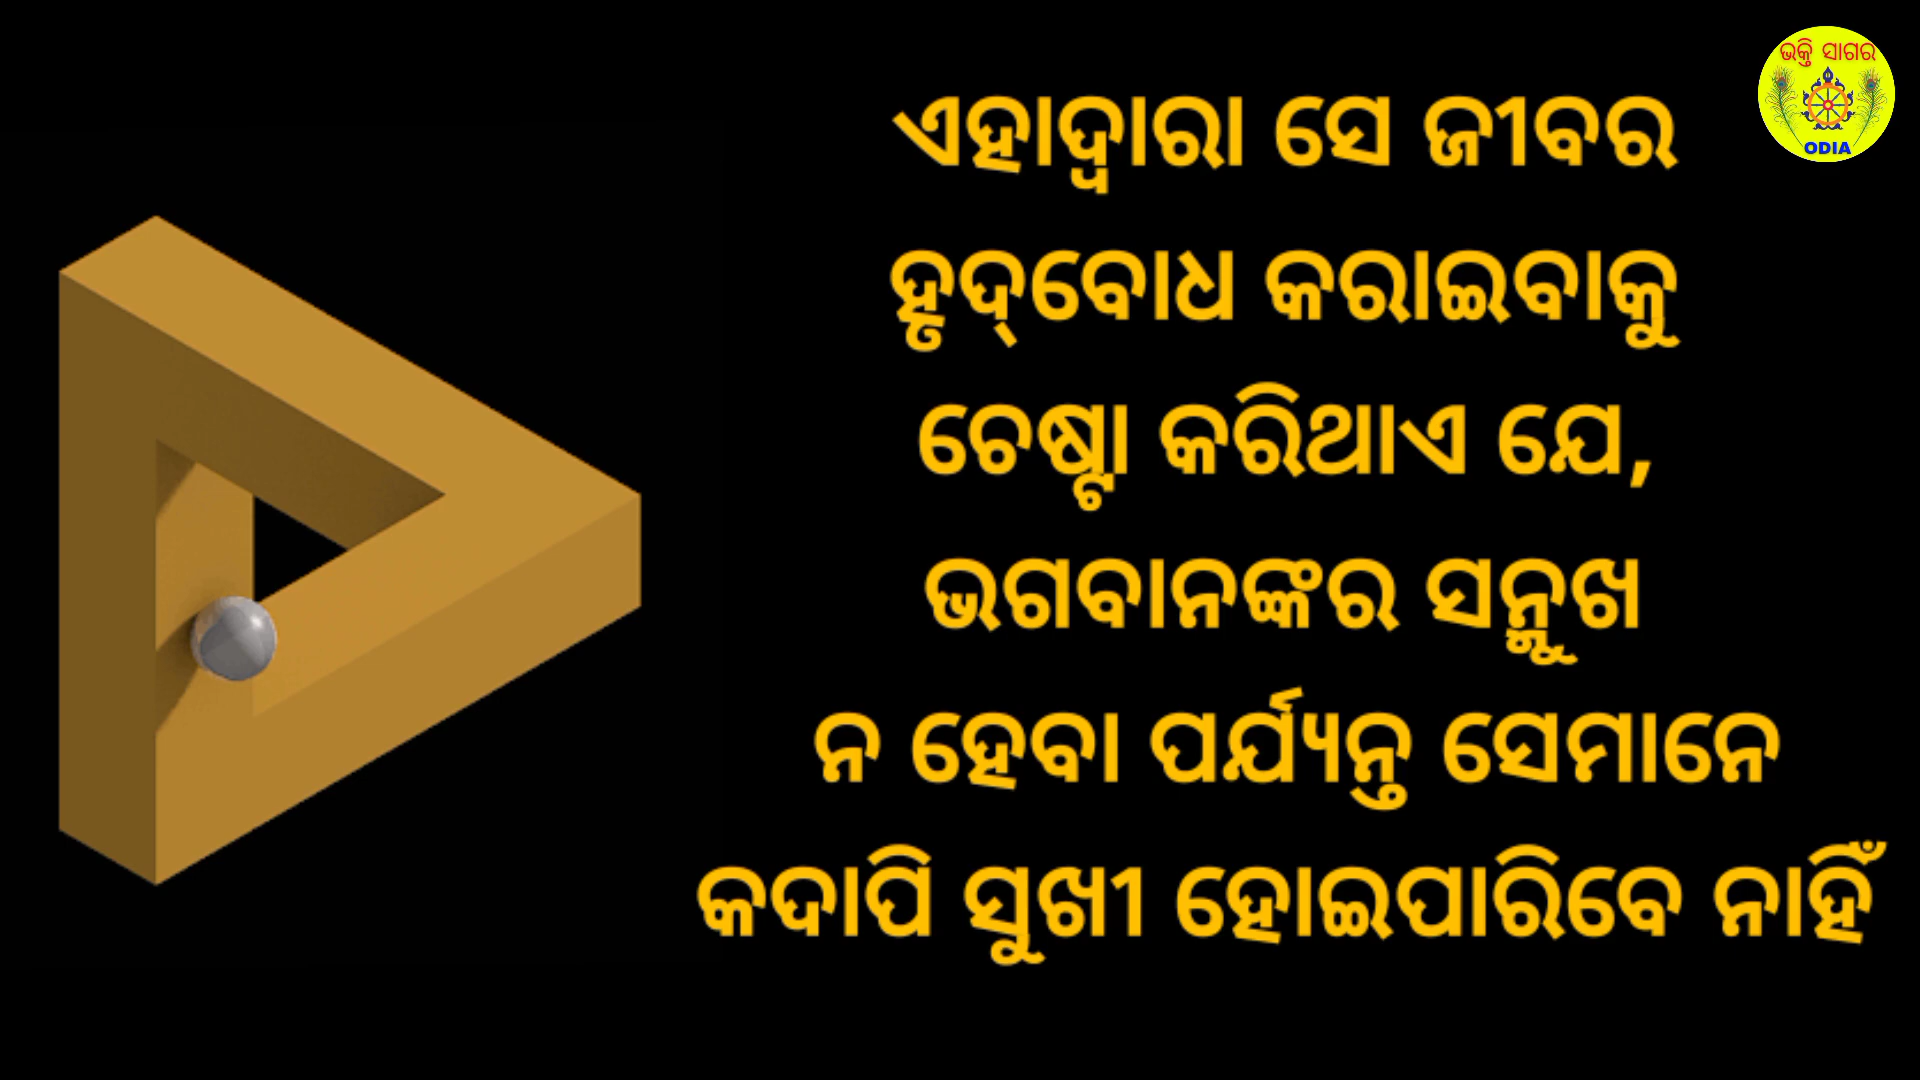 ଭକ୍ତି ସାଗର
ODIA
ଏହାଦ୍ୱାରା ସେ ଜୀବର
ହୃଦ୍‌ବୋଧ କରାଇବାକୁ
ଚେଷ୍ଟା କରିଥାଏ ଯେ,
ଭଗବାନଙ୍କର ସନ୍ମୁଖ
ନ ହେବା ପର୍ଯ୍ୟନ୍ତ ସେମାନେ
କଦାପି ସୁଖୀ ହୋଇପାରିବେ ନାହିଁ